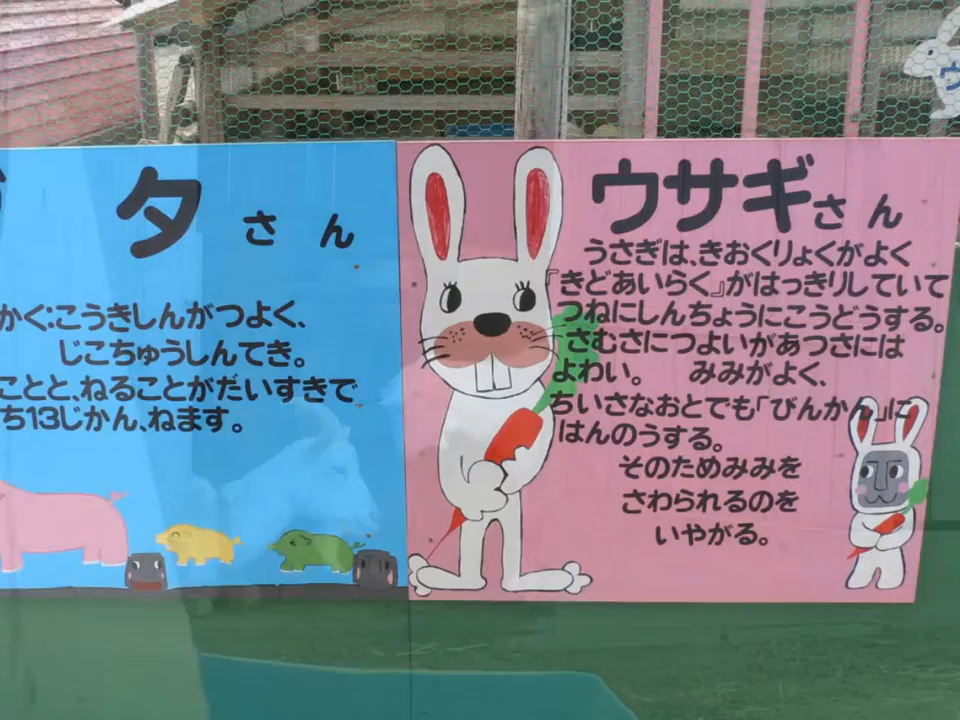 タ さん
かく:こうきしんがつよく、
じこちゅうしんてき。
ことと、ねることがだいすきで
ち13じかん、ねます。
ウサギさん
うさぎは、きおくりょくがよく
『きどあいらく』がはっきりしていて
つねにしんちょうにこうどうする。
さむさにつよいがあつさには
よわい。 みみがよく、
ちいさなおとでも「びんかん」に
はんのうする。
そのためみみを
さわられるのを
いやがる。
ウ